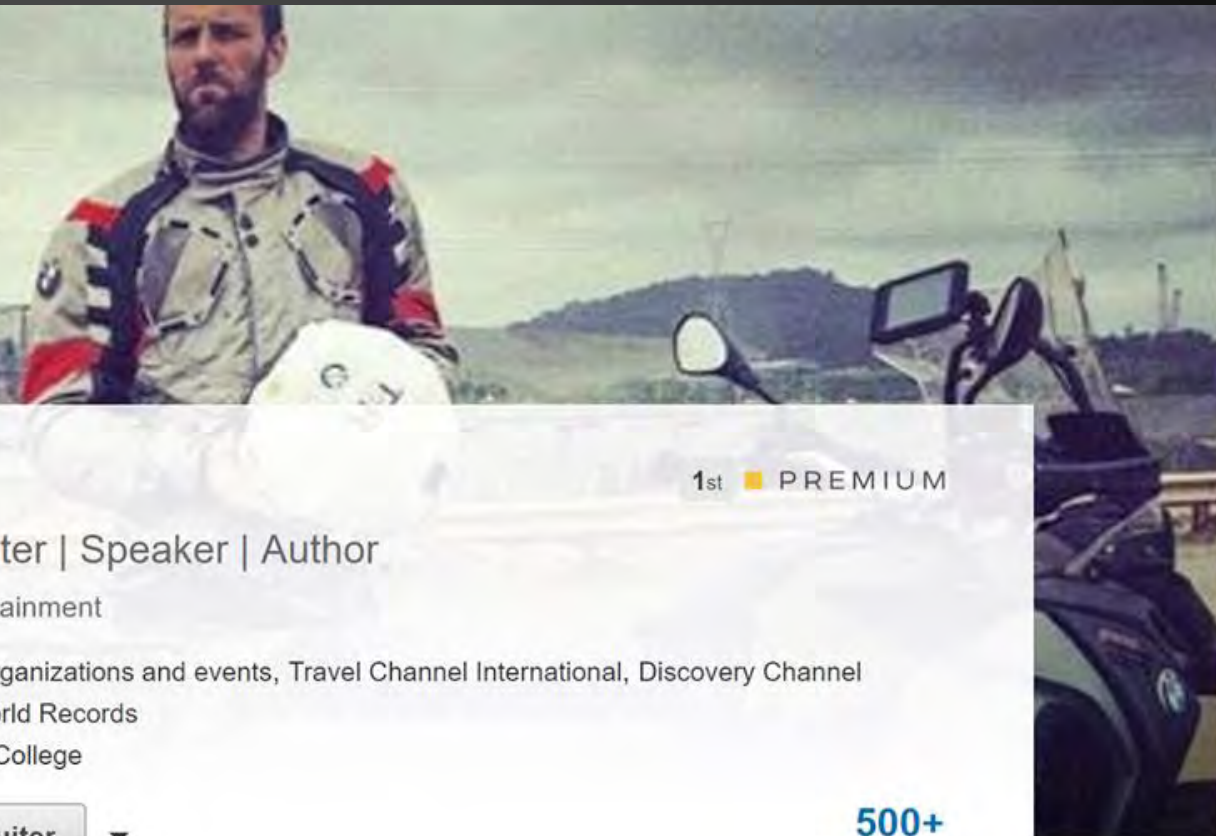 1st PREMIUM
ter | Speaker | Author
ainment
ganizations and events, Travel Channel International, Discovery Channel
rld Records
College
uiter
500+